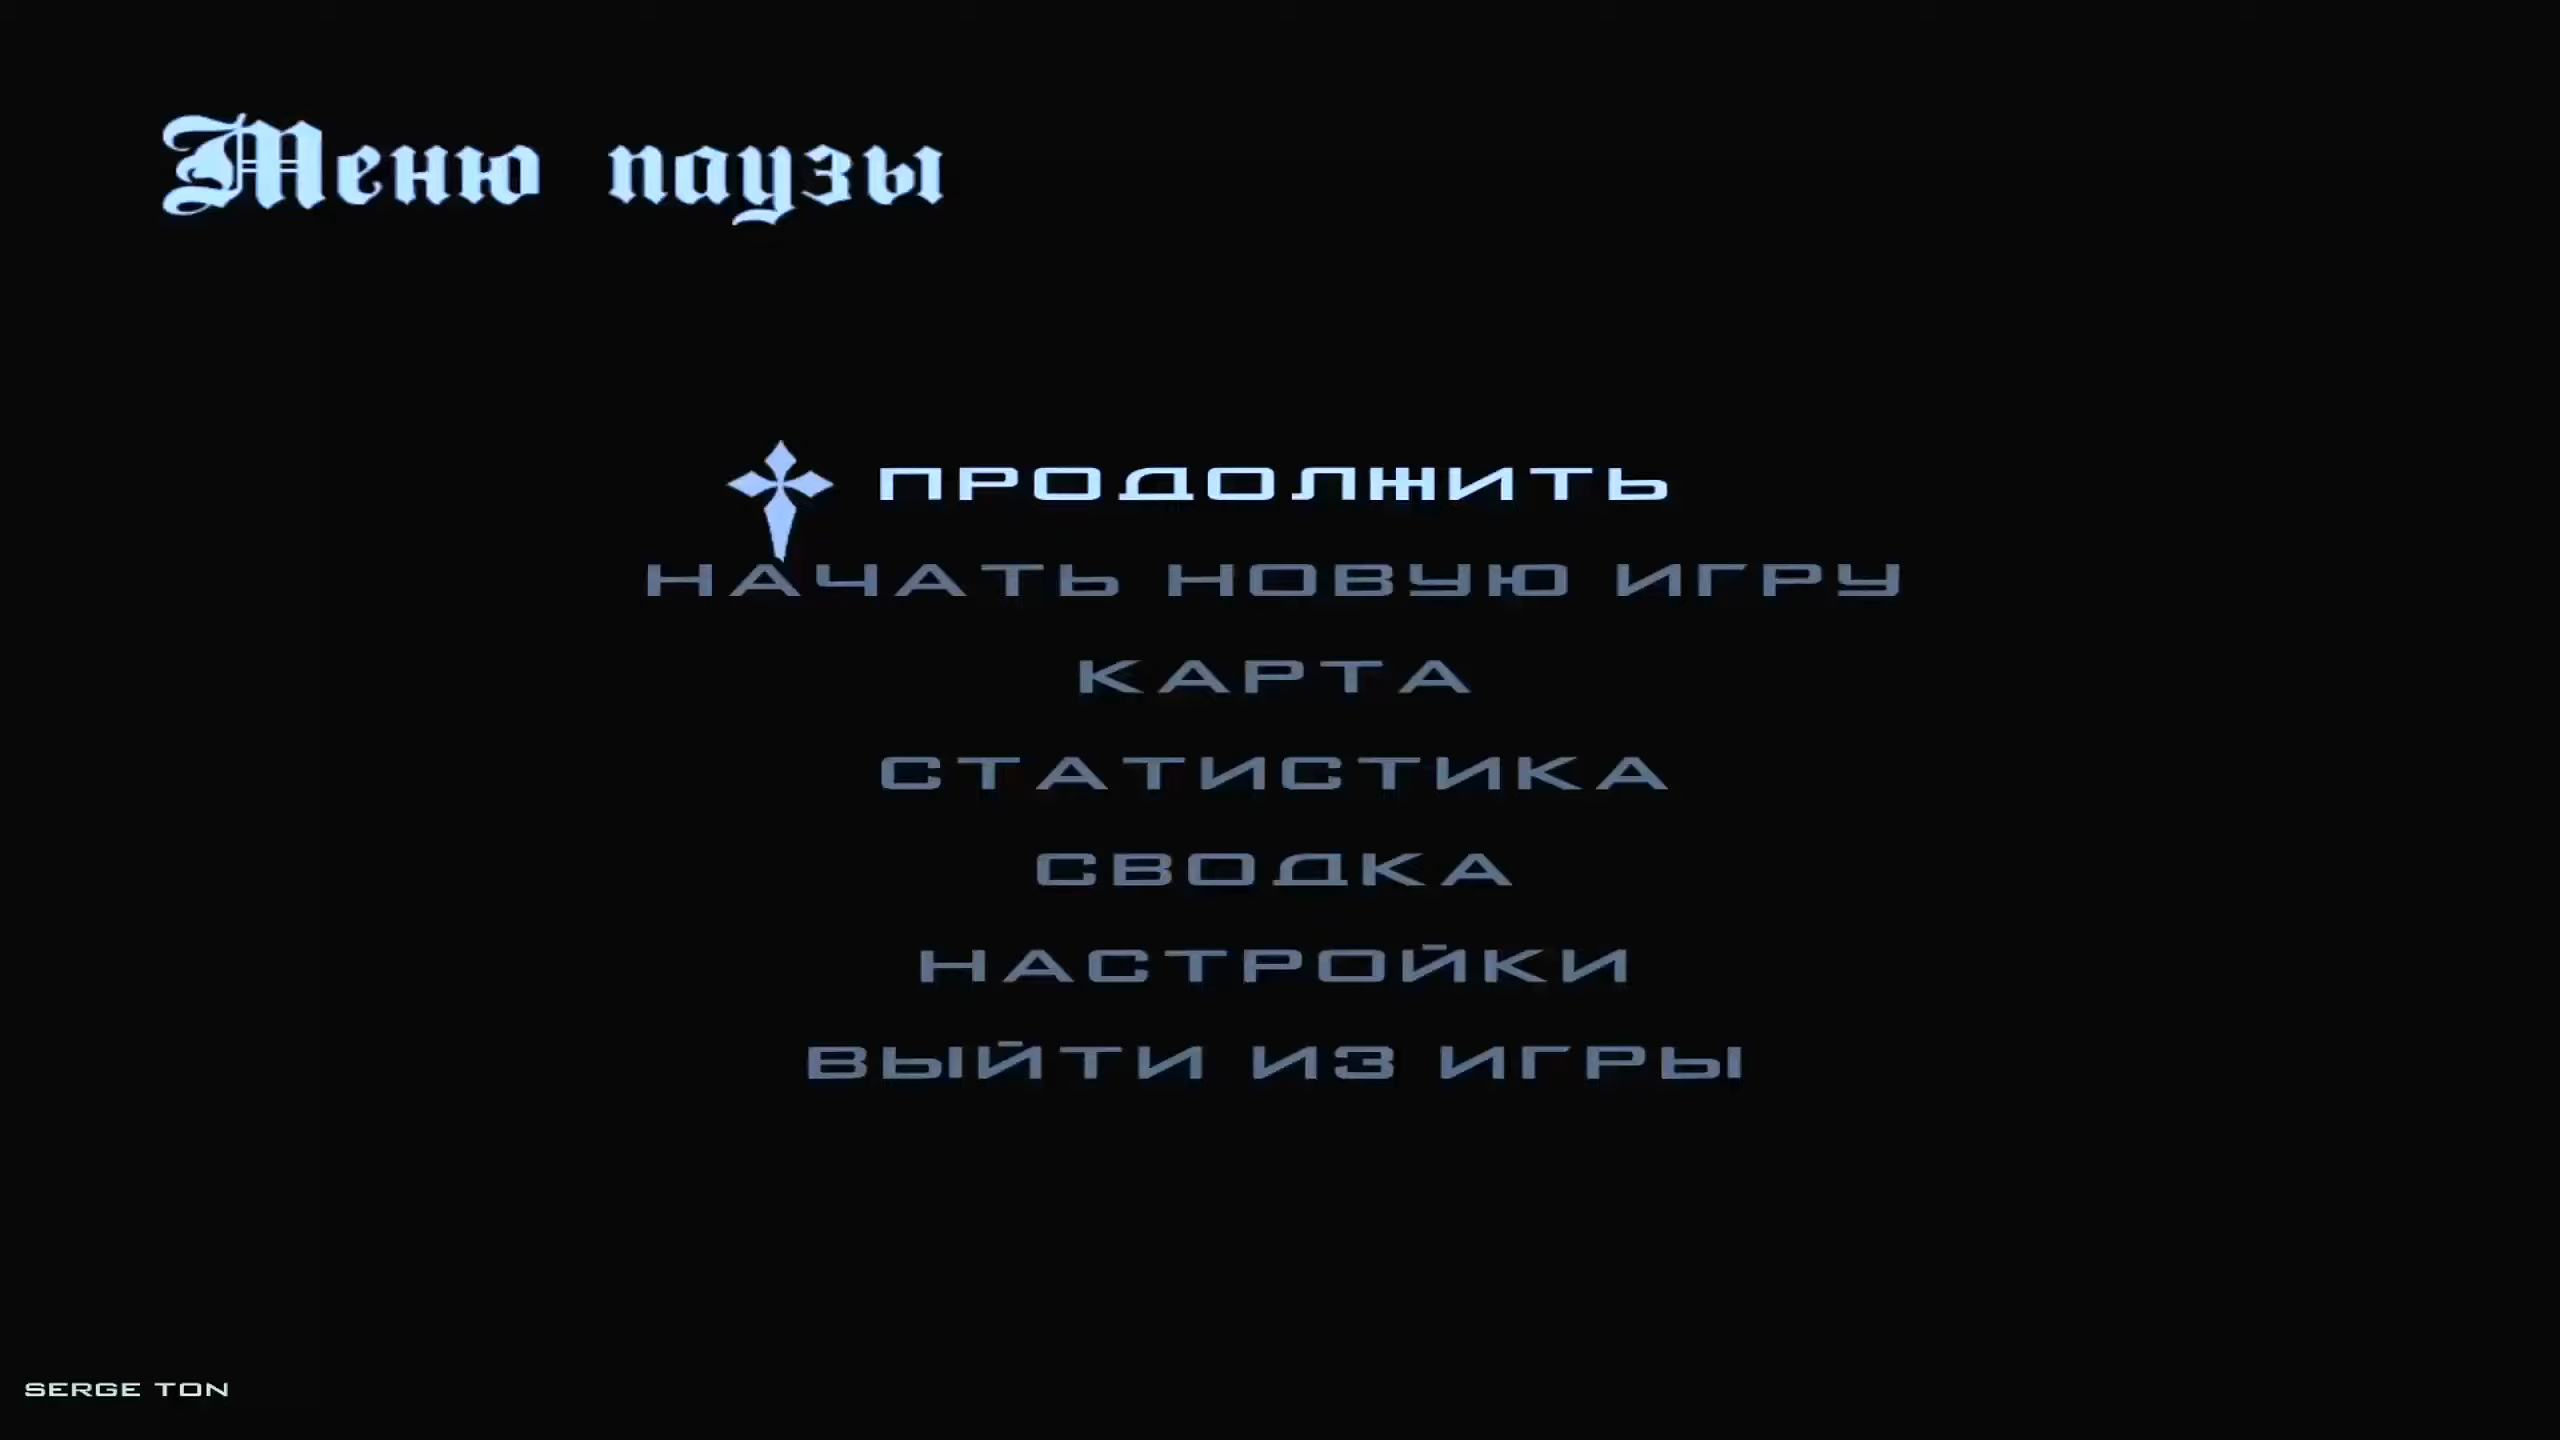 Меню паузы
ПРОДОЛЖИТЬ
НАЧАТЬ НОВУЮ ИГРУ
КАРТА
СТАТИСТИКА
СВОДКА
НАСТРОЙКИ
ВЫЙТИ ИЗ ИГРЫ
SERGE TON